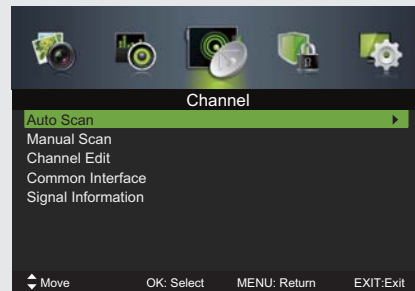 Channel
Auto Scan
Manual Scan
Channel Edit
Common Interface
Signal Information
Move OK: Select MENU: Return EXIT:Exit